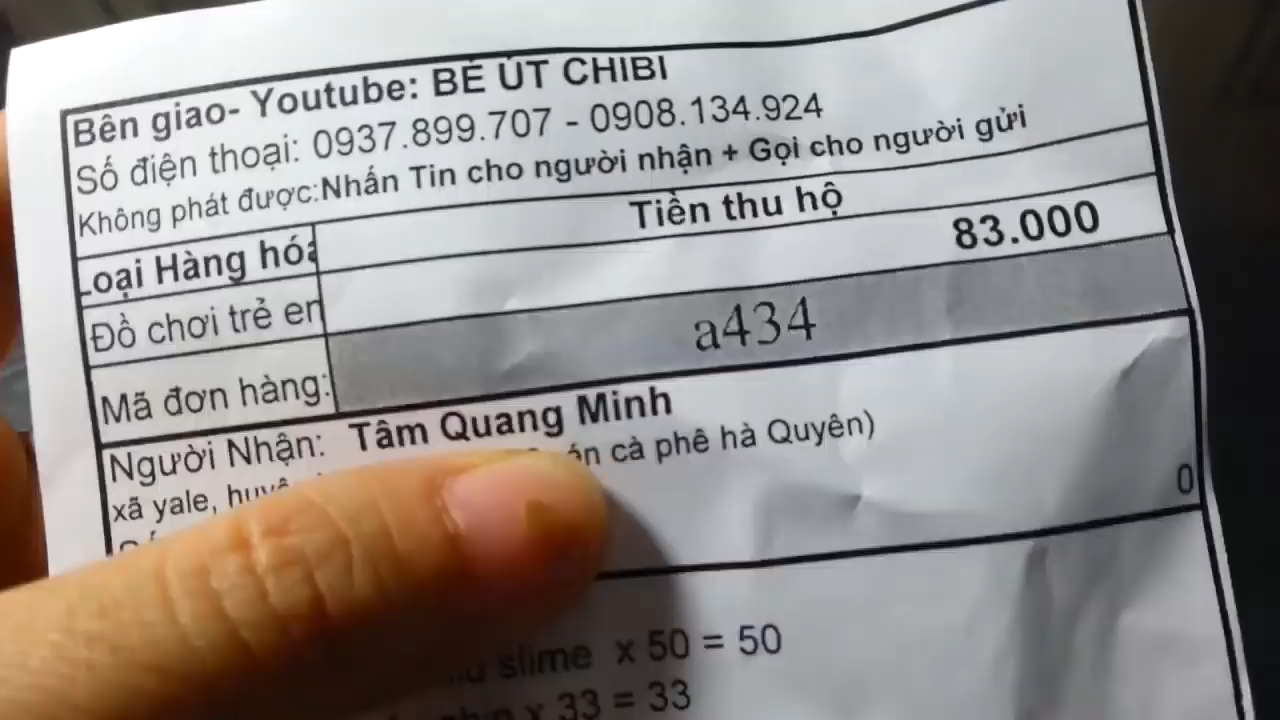 Bên giao- Youtube: BÉ ÚT CHIBI
Số điện thoại: 0937.899.707 - 0908.134.924
Không phát được:Nhấn Tin cho người nhận + Gọi cho người gửi
Loại Hàng hóa
Tiền thu hộ
Đồ chơi trẻ em
83.000
Mã đơn hàng:
a434
Người Nhận: Tâm Quang Minh
xã yale, cà phê hà Quyên)
0
slime x 50 = 50
x 33 = 33